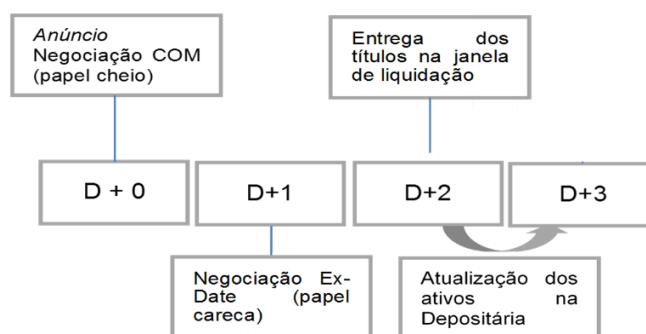 Anúncio
Negociação COM
(papel cheio)
Entrega dos
títulos na janela
de liquidação
D + 0
D+1
D+2
D+3
Negociação Ex-
Date (papel
careca)
Atualização dos
ativos na
Depositária